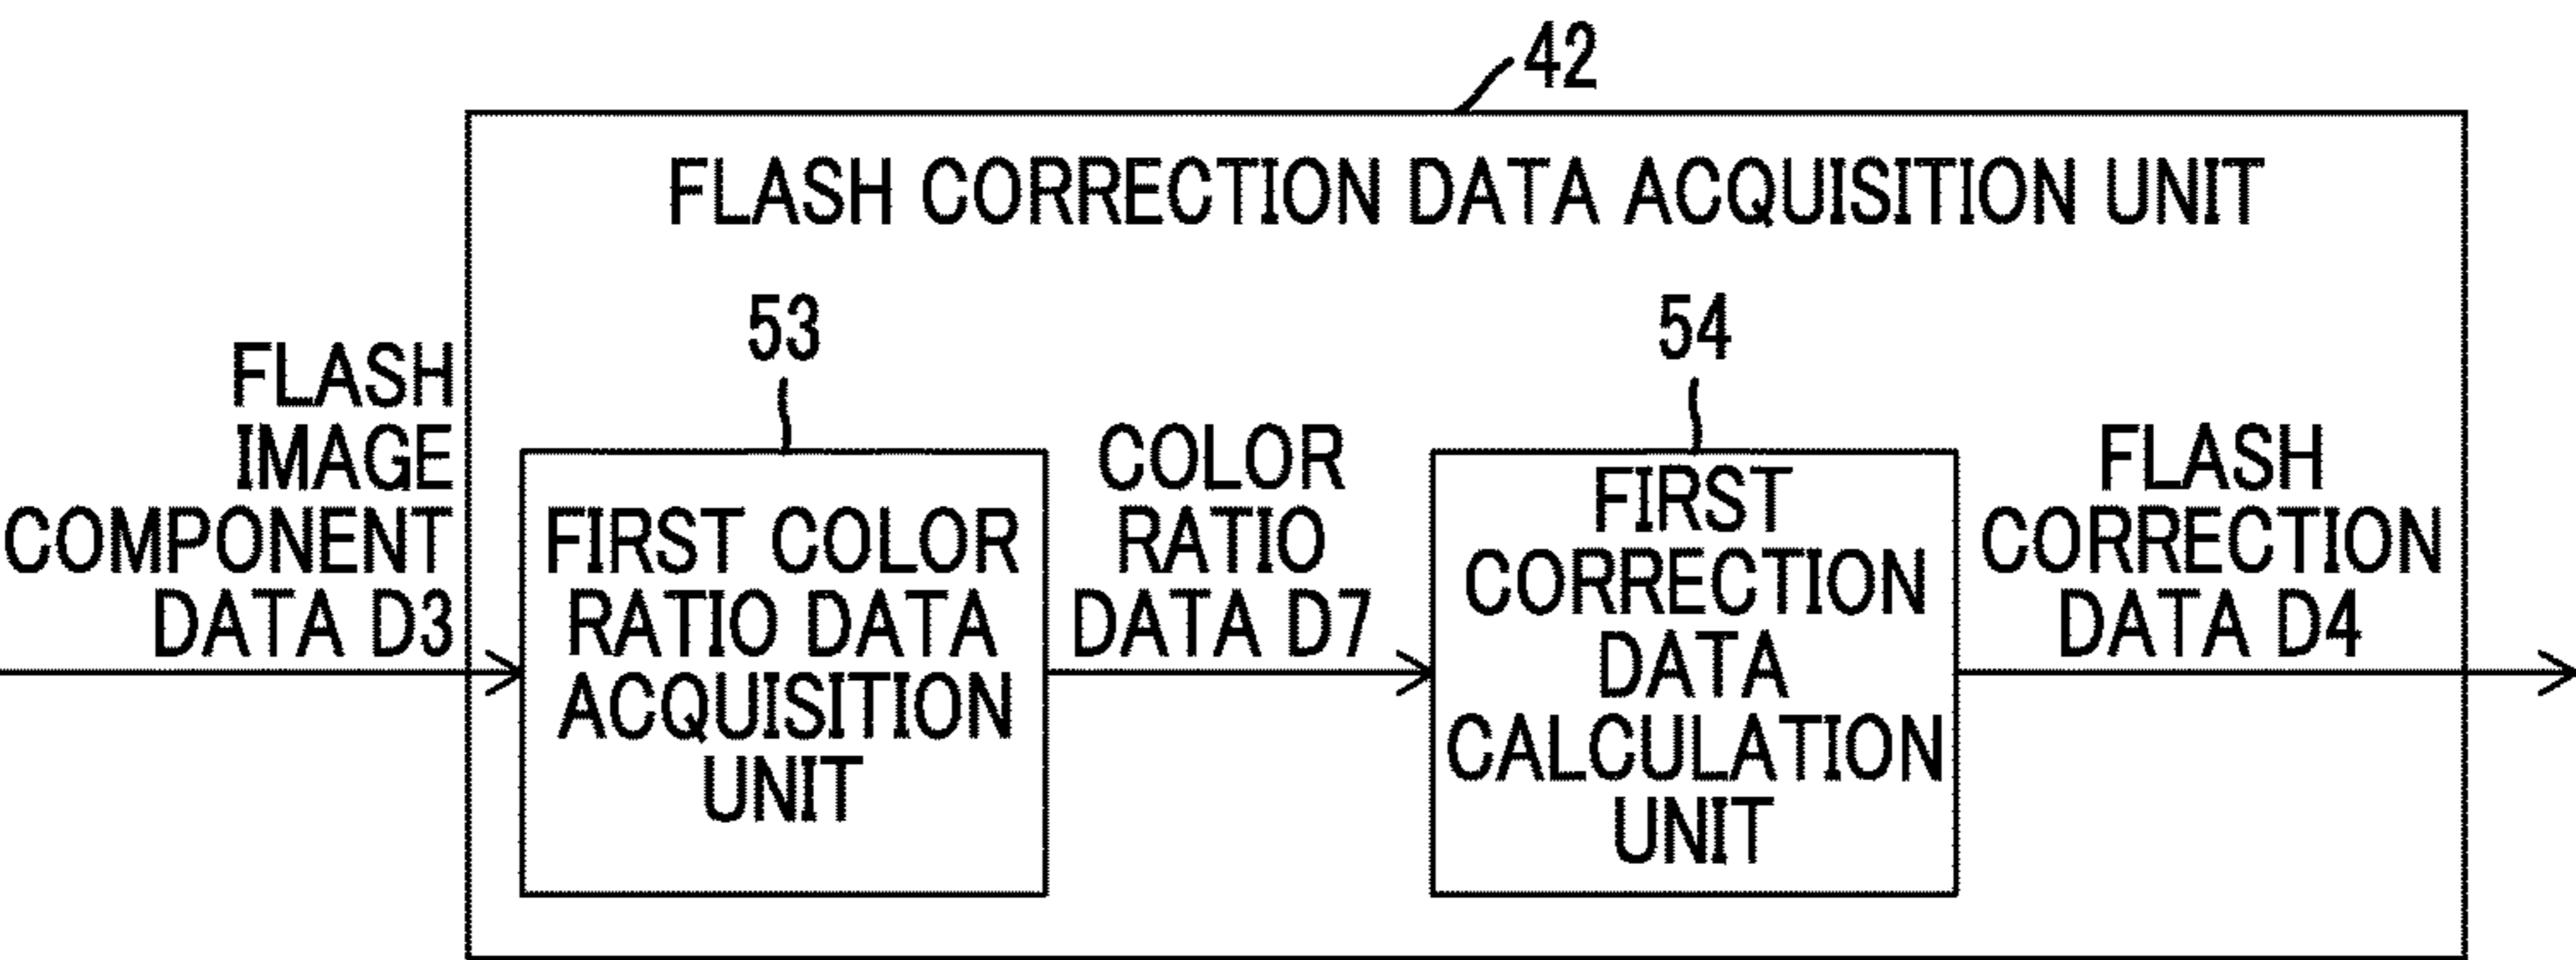 42
FLASH CORRECTION DATA ACQUISITION UNIT
FLASH
IMAGE
COMPONENT
DATA D3
53
FIRST COLOR
RATIO DATA
ACQUISITION
UNIT
COLOR
RATIO
DATA D7
54
FIRST
CORRECTION
DATA
CALCULATION
UNIT
FLASH
CORRECTION
DATA D4